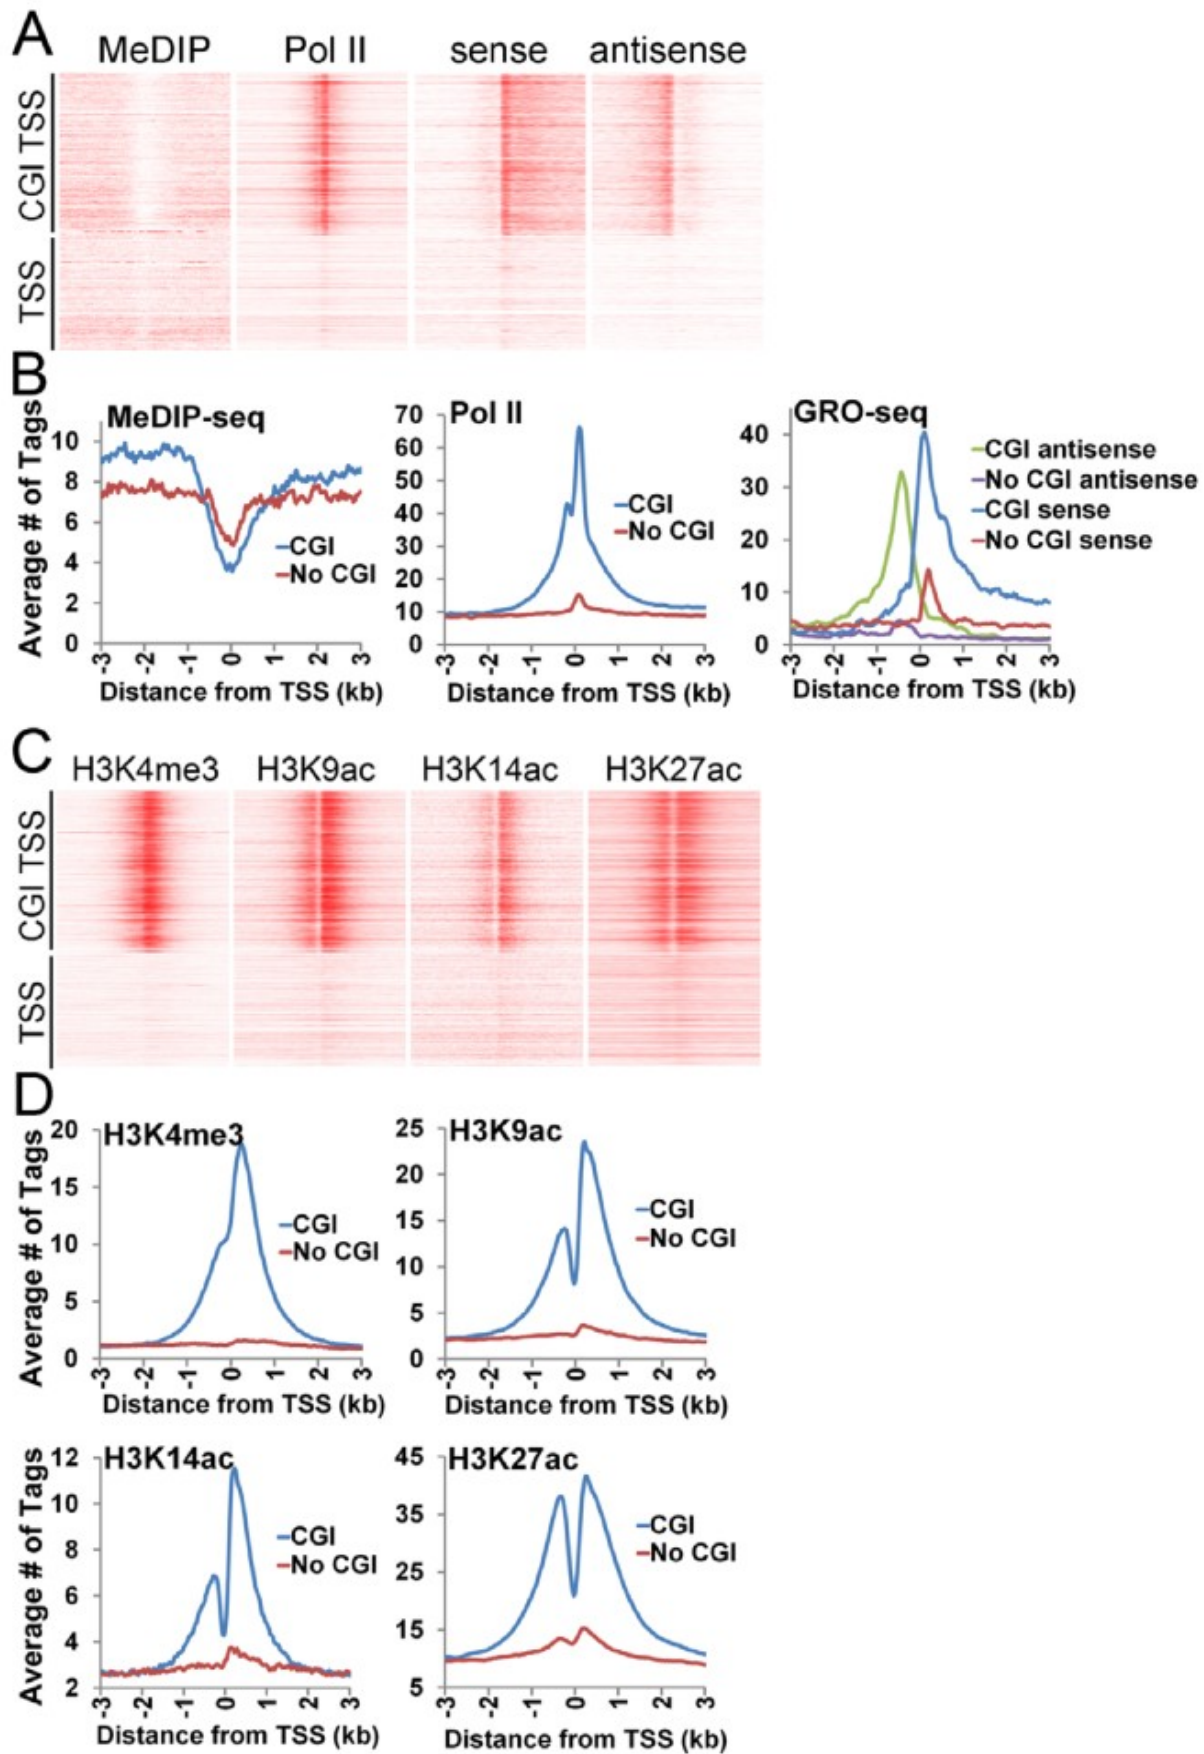 A
MeDIP Pol II sense antisense
CGI TSS
TSS
B
Average # of Tags
MeDIP-seq
10
8
6
4
2
0
CGI
No CGI
-3 -2 -1 0 1 2 3
Distance from TSS (kb)
Pol II
70
60
50
40
30
20
10
0
CGI
No CGI
-3 -2 -1 0 1 2 3
Distance from TSS (kb)
GRO-seq
40
30
20
10
0
CGI antisense
No CGI antisense
CGI sense
No CGI sense
-3 -2 -1 0 1 2 3
Distance from TSS (kb)
C
H3K4me3 H3K9ac H3K14ac H3K27ac
CGI TSS
TSS
D
Average # of Tags
H3K4me3
20
15
10
5
0
CGI
No CGI
-3 -2 -1 0 1 2 3
Distance from TSS (kb)
H3K9ac
25
20
15
10
5
0
CGI
No CGI
-3 -2 -1 0 1 2 3
Distance from TSS (kb)
Average # of Tags
H3K14ac
12
10
8
6
4
2
CGI
No CGI
-3 -2 -1 0 1 2 3
Distance from TSS (kb)
H3K27ac
45
35
25
15
5
CGI
No CGI
-3 -2 -1 0 1 2 3
Distance from TSS (kb)